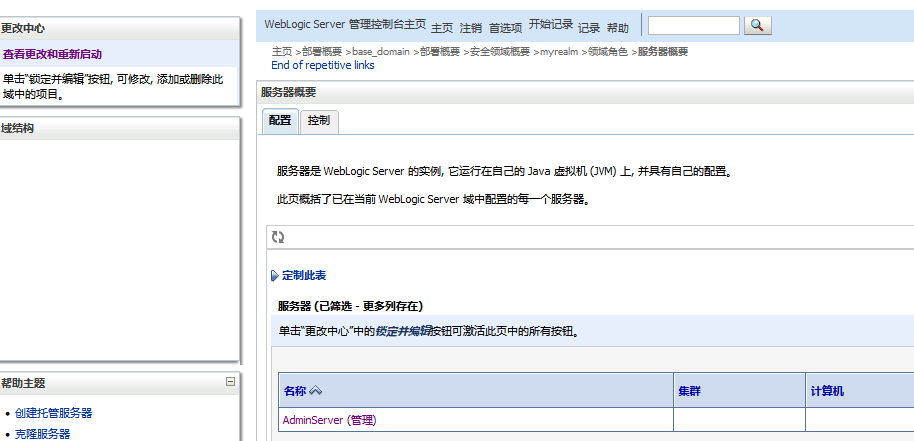 更改中心
查看更改和重新启动
单击“锁定并编辑”按钮, 可修改, 添加或删除此
域中的项目。
域结构
帮助主题
创建托管服务器
克隆服务器
WebLogic Server 管理控制台主页 主页 注销 首选项 开始记录 记录 帮助
主页 >部署概要 >base_domain >部署概要 >安全领域概要 >myrealm >领域角色 >服务器概要
End of repetitive links
服务器概要
配置 控制
服务器是 WebLogic Server 的实例, 它运行在自己的 Java 虚拟机 (JVM) 上, 并具有自己的配置。
此页概括了已在当前 WebLogic Server 域中配置的每一个服务器。
定制此表
服务器 (已筛选 - 更多列存在)
单击“更改中心”中的锁定并编辑按钮可激活此页中的所有按钮。
名称 集群 计算机
AdminServer (管理)